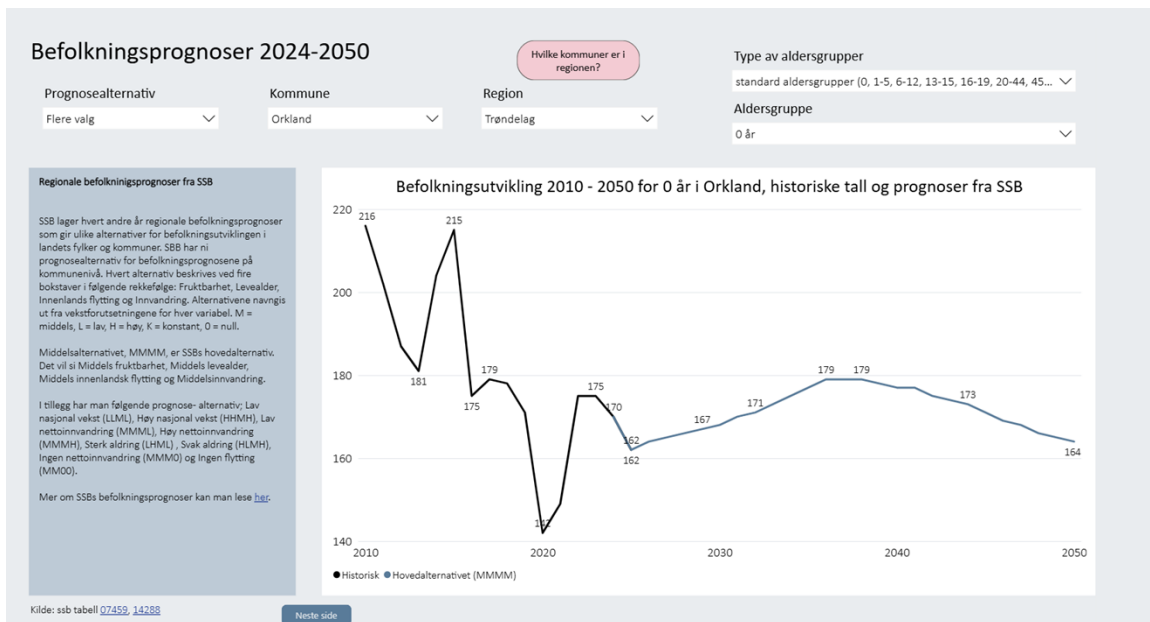 Befolkningsprognoser 2024-2050
Hvilke kommuner er i
regionen?
Type av aldersgrupper
standard aldersgrupper (0, 1-5, 6-12, 13-15, 16-19, 20-44, 45...
Prognosealternativ
Kommune
Region
Aldersgruppe
Flere valg
Orkland
Trøndelag
0 år
Regionale befolkninigsprognoser fra SSB
SSB lager hvert andre år regionale befolkningsprognoser
som gir ulike alternativer for befolkningsutviklingen i
landets fylker og kommuner. SBB har ni
prognosealternativ for befolkningsprognosene på
kommunenivå. Hvert alternativ beskrives ved fire
bokstaver i følgende rekkefølge: Fruktbarhet, Levealder,
Innenlands flytting og Innvandring. Alternativene navngis
ut fra vekstforutsetningene for hver variabel. M =
middels, L = lav, H = høy, K = konstant, 0 = null.
Middelsalternativet, MMMM, er SSBs hovedalternativ.
Det vil si Middels fruktbarhet, Middels levealder,
Middels innenlandsk flytting og Middelsinnvandring.
I tillegg har man følgende prognose- alternativ; Lav
nasjonal vekst (LLML), Høy nasjonal vekst (HHMH), Lav
nettoinnvandring (MMML), Høy nettoinnvandring
(MMMH), Sterk aldring (LHML) , Svak aldring (HLMH),
Ingen nettoinnvandring (MMM0) og Ingen flytting
(MM00).
Mer om SSBs befolkningsprognoser kan man lese her.
Befolkningsutvikling 2010 - 2050 for 0 år i Orkland, historiske tall og prognoser fra SSB
220
216
215
200
180
181
175
179
175
170
162
162
167
171
179
179
173
164
160
142
140
2010
2020
2030
2040
2050
Historisk
Hovedalternativet (MMMM)
Kilde: ssb tabell 07459, 14288
Neste side